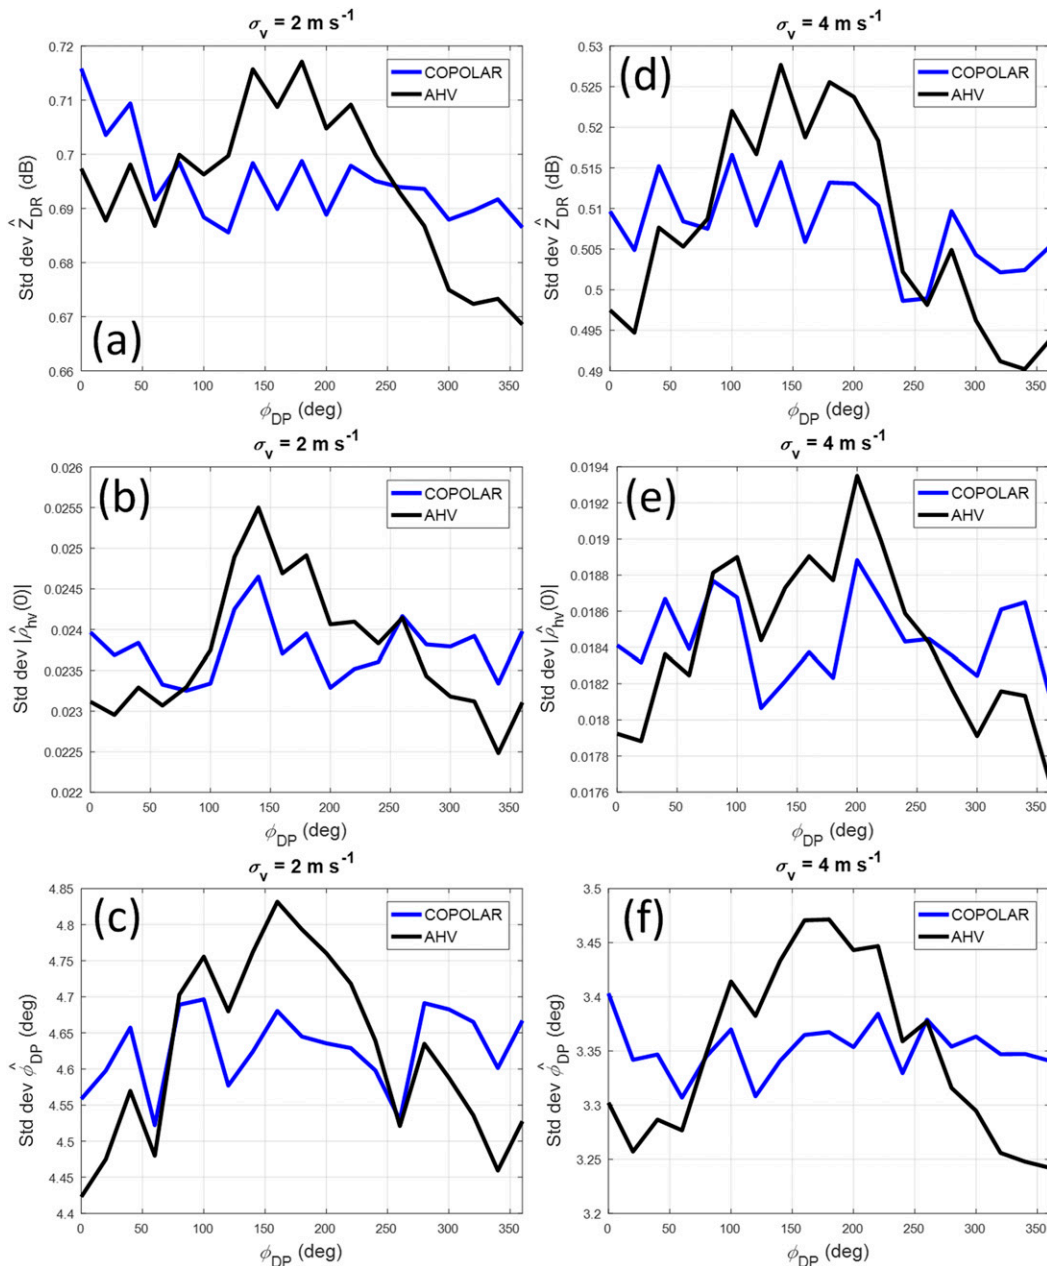 σv = 2 m s-1
0.72
0.71
0.7
0.69
0.68
0.67
0.66
Std dev ẐDR (dB)
COPOLAR
AHV
(a)
0 50 100 150 200 250 300 350
ϕDP (deg)
σv = 4 m s-1
0.53
0.525
0.52
0.515
0.51
0.505
0.5
0.495
0.49
Std dev ẐDR (dB)
(d)
COPOLAR
AHV
0 50 100 150 200 250 300 350
ϕDP (deg)
σv = 2 m s-1
0.026
0.0255
0.025
0.0245
0.024
0.0235
0.023
0.0225
0.022
Std dev |ρ̂hv(0)|
(b)
COPOLAR
AHV
0 50 100 150 200 250 300 350
ϕDP (deg)
σv = 4 m s-1
0.0194
0.0192
0.019
0.0188
0.0186
0.0184
0.0182
0.018
0.0178
0.0176
Std dev |ρ̂hv(0)|
(e)
COPOLAR
AHV
0 50 100 150 200 250 300 350
ϕDP (deg)
σv = 2 m s-1
4.85
4.8
4.75
4.7
4.65
4.6
4.55
4.5
4.45
4.4
Std dev ϕ̂DP (deg)
(c)
COPOLAR
AHV
0 50 100 150 200 250 300 350
ϕDP (deg)
σv = 4 m s-1
3.5
3.45
3.4
3.35
3.3
3.25
3.2
Std dev ϕ̂DP (deg)
(f)
COPOLAR
AHV
0 50 100 150 200 250 300 350
ϕDP (deg)